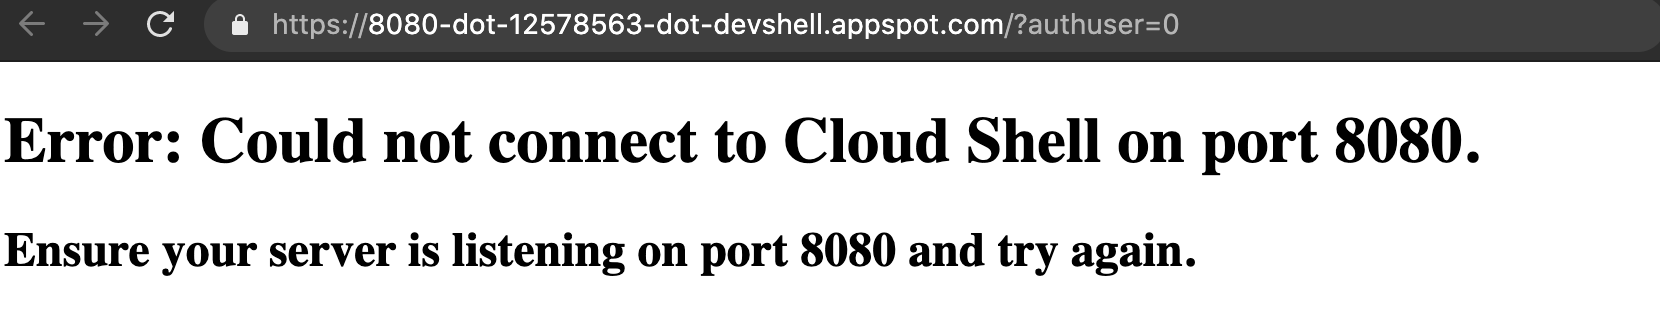 https://8080-dot-12578563-dot-devshell.appspot.com/?authuser=0
Error: Could not connect to Cloud Shell on port 8080.
Ensure your server is listening on port 8080 and try again.